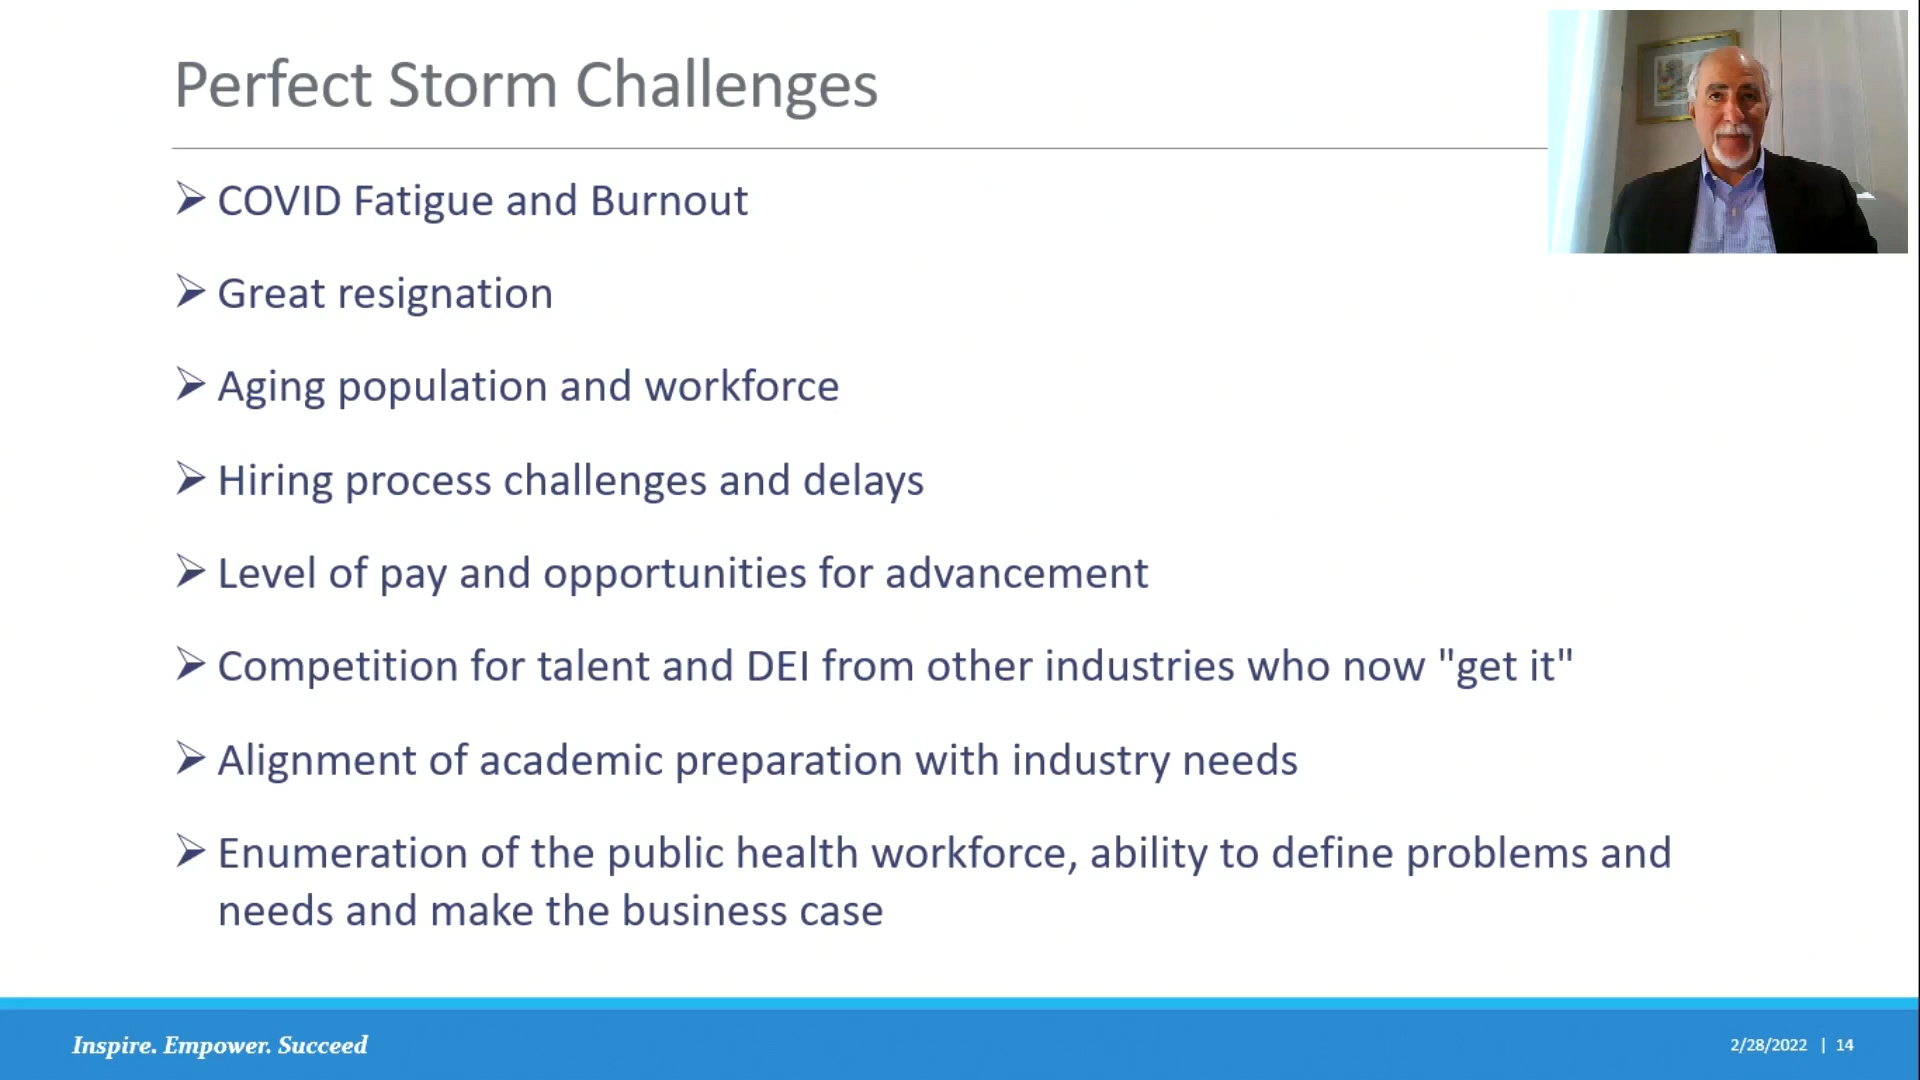 Perfect Storm Challenges
COVID Fatigue and Burnout
Great resignation
Aging population and workforce
Hiring process challenges and delays
Level of pay and opportunities for advancement
Competition for talent and DEI from other industries who now "get it"
Alignment of academic preparation with industry needs
Enumeration of the public health workforce, ability to define problems and
needs and make the business case
Inspire. Empower. Succeed
2/28/2022 | 14